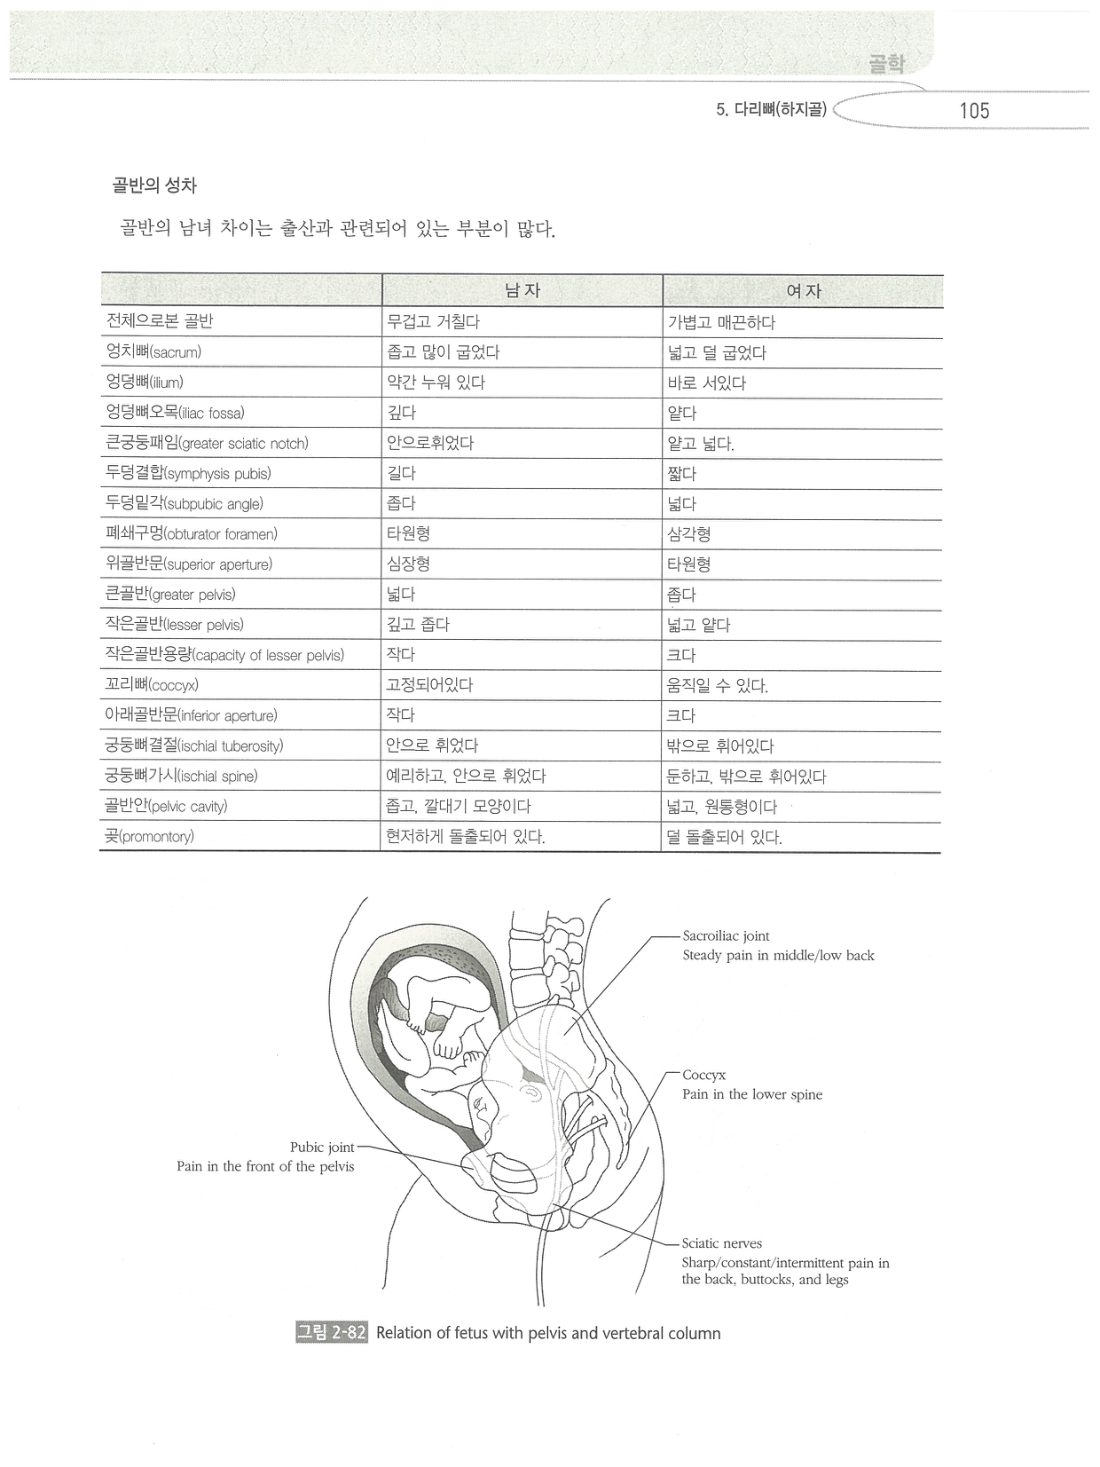 골학
5. 다리뼈(하지골)
105
골반의 성차
골반의 남녀 차이는 출산과 관련되어 있는 부분이 많다.
남 자 여 자
전체으로본 골반 무겁고 거칠다 가볍고 매끈하다
엉치뼈(sacrum) 좁고 많이 굽었다 넓고 덜 굽었다
엉덩뼈(ilium) 약간 누워 있다 바로 서있다
엉덩뼈오목(iliac fossa) 깊다 얕다
큰궁둥패임(greater sciatic notch) 안으로휘었다 얕고 넓다.
두덩결합(symphysis pubis) 길다 짧다
두덩밑각(subpubic angle) 좁다 넓다
폐쇄구멍(obturator foramen) 타원형 삼각형
위골반문(superior aperture) 심장형 타원형
큰골반(greater pelvis) 넓다 좁다
작은골반(lesser pelvis) 깊고 좁다 넓고 얕다
작은골반용량(capacity of lesser pelvis) 작다 크다
꼬리뼈(coccyx) 고정되어있다 움직일 수 있다.
아래골반문(inferior aperture) 작다 크다
궁둥뼈결절(ischial tuberosity) 안으로 휘었다 밖으로 휘어있다
궁둥뼈가시(ischial spine) 예리하고, 안으로 휘었다 둔하고, 밖으로 휘어있다
골반안(pelvic cavity) 좁고, 깔대기 모양이다 넓고, 원통형이다
곶(promontory) 현저하게 돌출되어 있다. 덜 돌출되어 있다.
Sacroiliac joint
Steady pain in middle/low back
Coccyx
Pain in the lower spine
Pubic joint
Pain in the front of the pelvis
Sciatic nerves
Sharp/constant/intermittent pain in
the back, buttocks, and legs
그림 2-82 Relation of fetus with pelvis and vertebral column